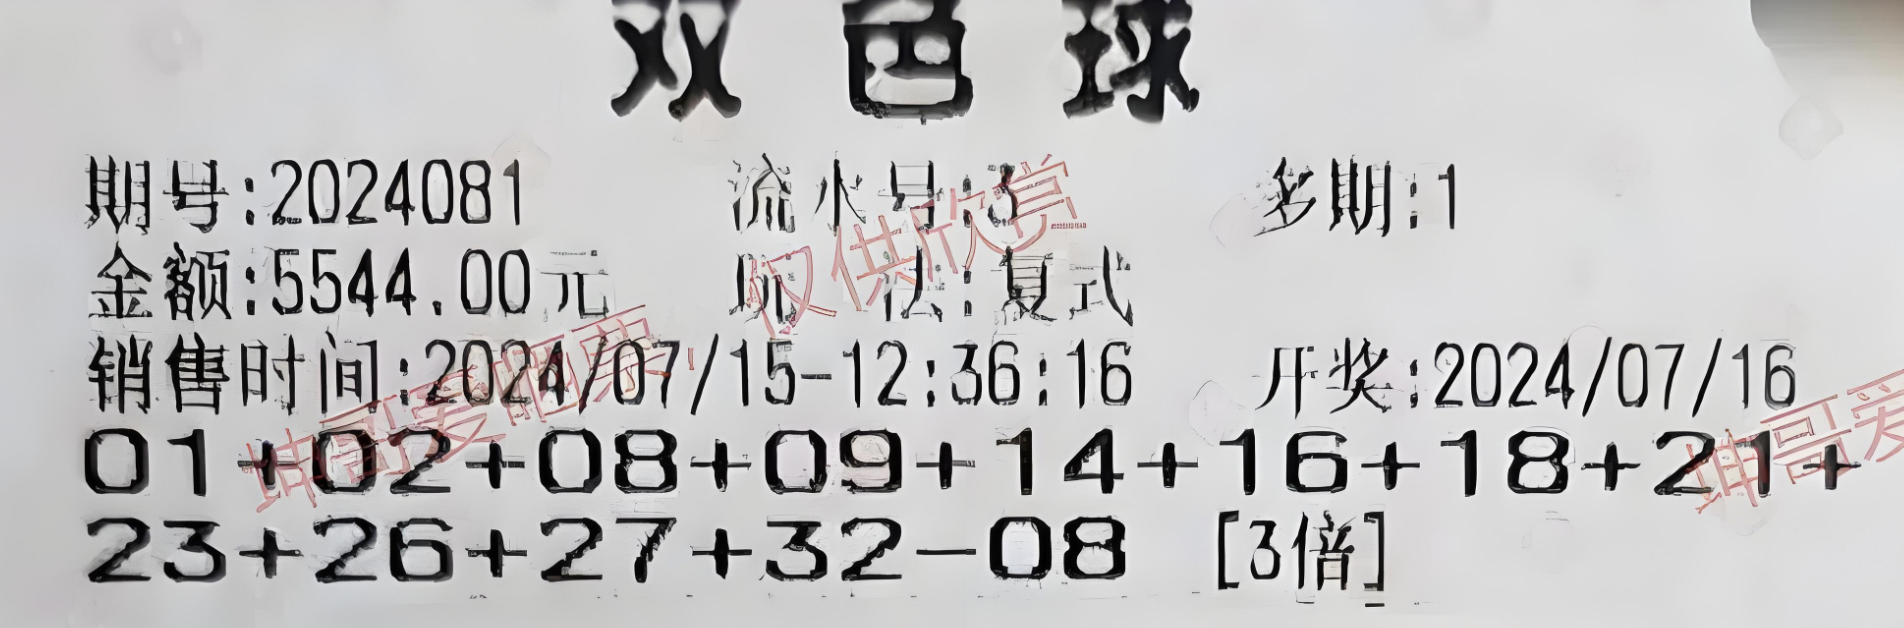 双色球
期号:2024081 流水号:3 多期:1
金额:5544.00元 玩法:复式
仅供欣赏
销售时间:2024/07/15-12:36:16 开奖:2024/07/16
01+02+08+09+14+16+18+21+
坤哥爱
坤哥爱
23+26+27+32-08 [3倍]